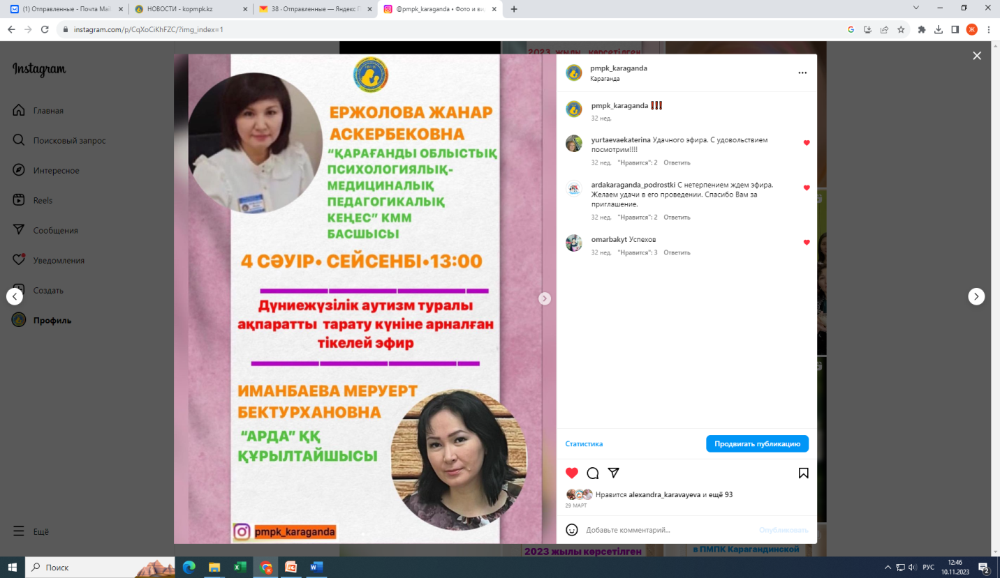 (1) Отправленные - Почта Mai
НОВОСТИ - kopmpk.kz
38 · Отправленные — Яндекс П
@pmpk_karaganda • Фото и ви
instagram.com/p/CqXoCiKhFZC/?img_index=1
Ж
Instagram
Главная
Поисковый запрос
Интересное
Reels
Сообщения
Уведомления
Создать
Профиль
Ещё
2023 жылы көрсетілген
ЕРЖОЛОВА ЖАНАР
АСКЕРБЕКОВНА
“ҚАРАҒАНДЫ ОБЛЫСТЫҚ
ПСИХОЛОГИЯЛЫҚ-
МЕДИЦИНАЛЫҚ
ПЕДАГОГИКАЛЫҚ
КЕҢЕС” КММ
БАСШЫСЫ
4 СӘУІР• СЕЙСЕНБІ•13:00
Дүниежүзілік аутизм туралы
ақпаратты тарату күніне арналған
тікелей эфир
ИМАНБАЕВА МЕРУЕРТ
БЕКТУРХАНОВНА
“АРДА” ҚҚ
ҚҰРЫЛТАЙШЫСЫ
pmpk_karaganda
pmpk_karaganda
Караганда
pmpk_karaganda ❗❗❗
32 нед.
yurtaevaekaterina Удачного эфира. С удовольствием
посмотрим!!!!
32 нед. "Нравится": 2 Ответить
ardakaraganda_podrostki С нетерпением ждем эфира.
Желаем удачи в его проведении. Спасибо Вам за
приглашение.
32 нед. "Нравится": 2 Ответить
omarbakyt Успехов
32 нед. "Нравится": 3 Ответить
Статистика
Продвигать публикацию
Нравится alexandra_karavayeva и ещё 93
29 МАРТ
Добавьте комментарий...
Опубликовать
2023 жылы көрсетілген
в ПМПК Карагандинской
Поиск
РУС
12:46
10.11.2023
2